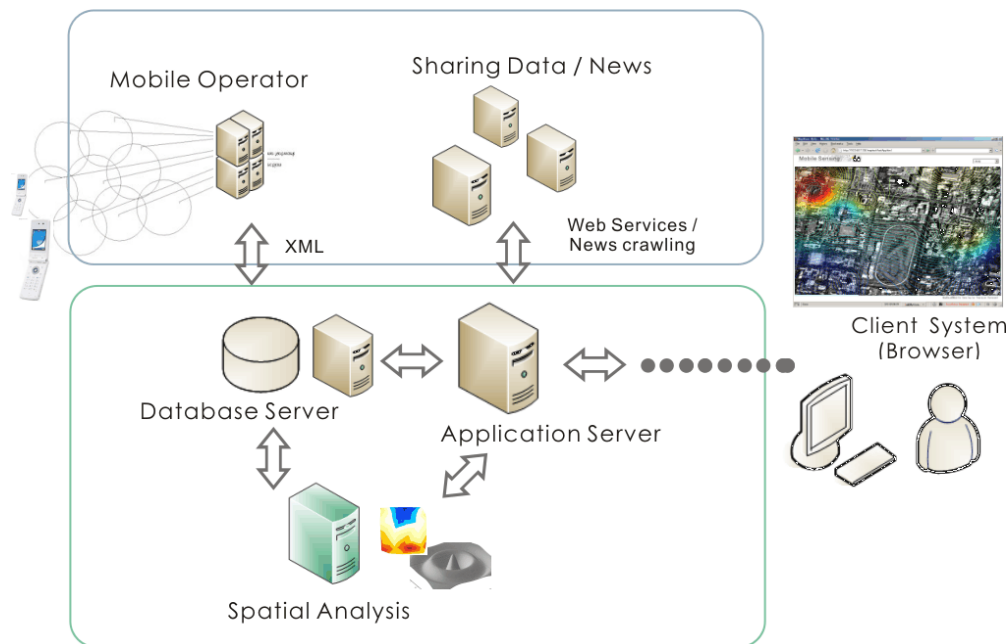 Mobile Operator
Sharing Data / News
XML
Web Services /
News crawling
Mobile Security
Client System
(Browser)
Database Server
Application Server
Spatial Analysis